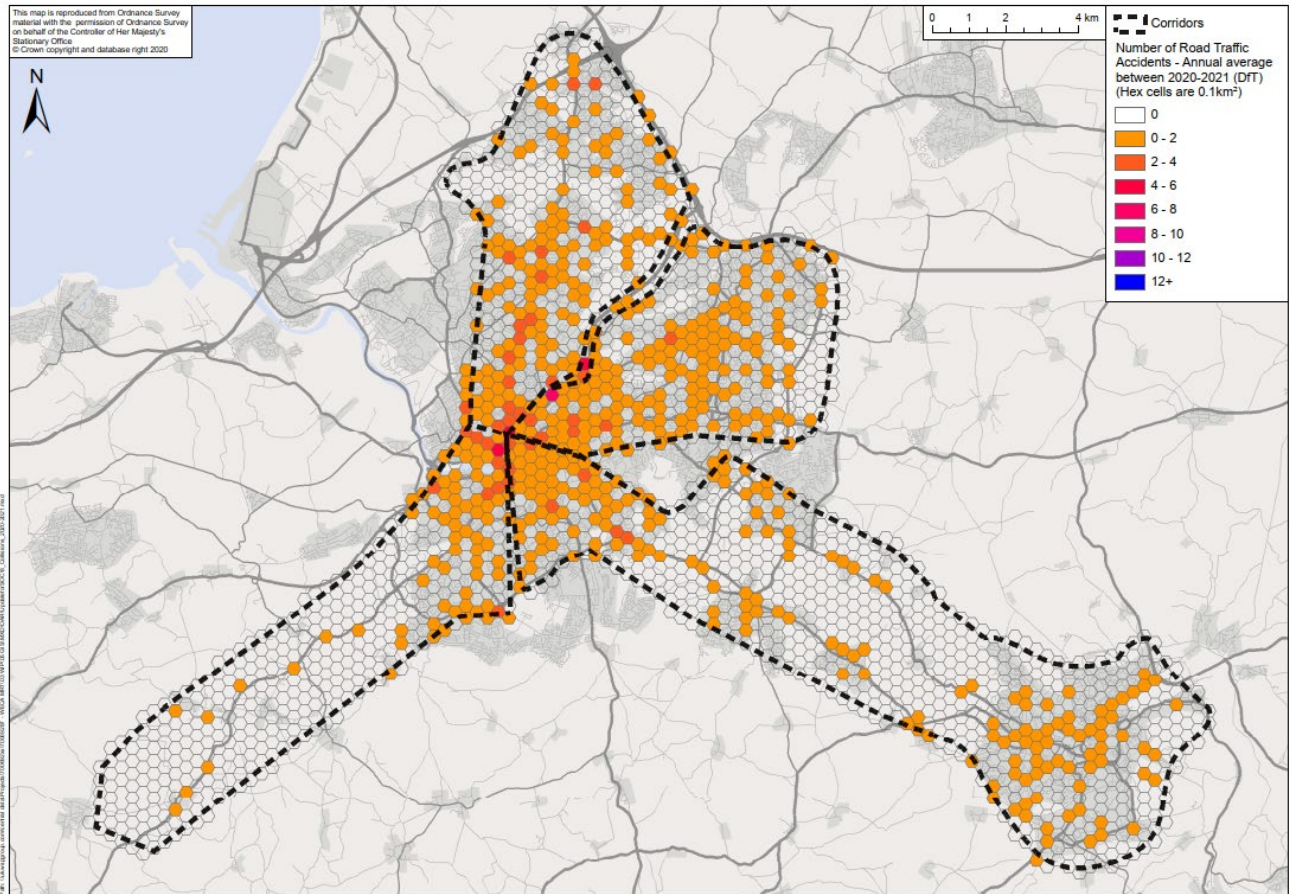 This map is reproduced from Ordnance Survey
material with the permission of Ordnance Survey
on behalf of the Controller of Her Majesty's
Stationary Office
© Crown copyright and database right 2020
N
0 1 2 4 km
Corridors
Number of Road Traffic
Accidents - Annual average
between 2020-2021 (DfT)
(Hex cells are 0.1km²)
0
0 - 2
2 - 4
4 - 6
6 - 8
8 - 10
10 - 12
12+